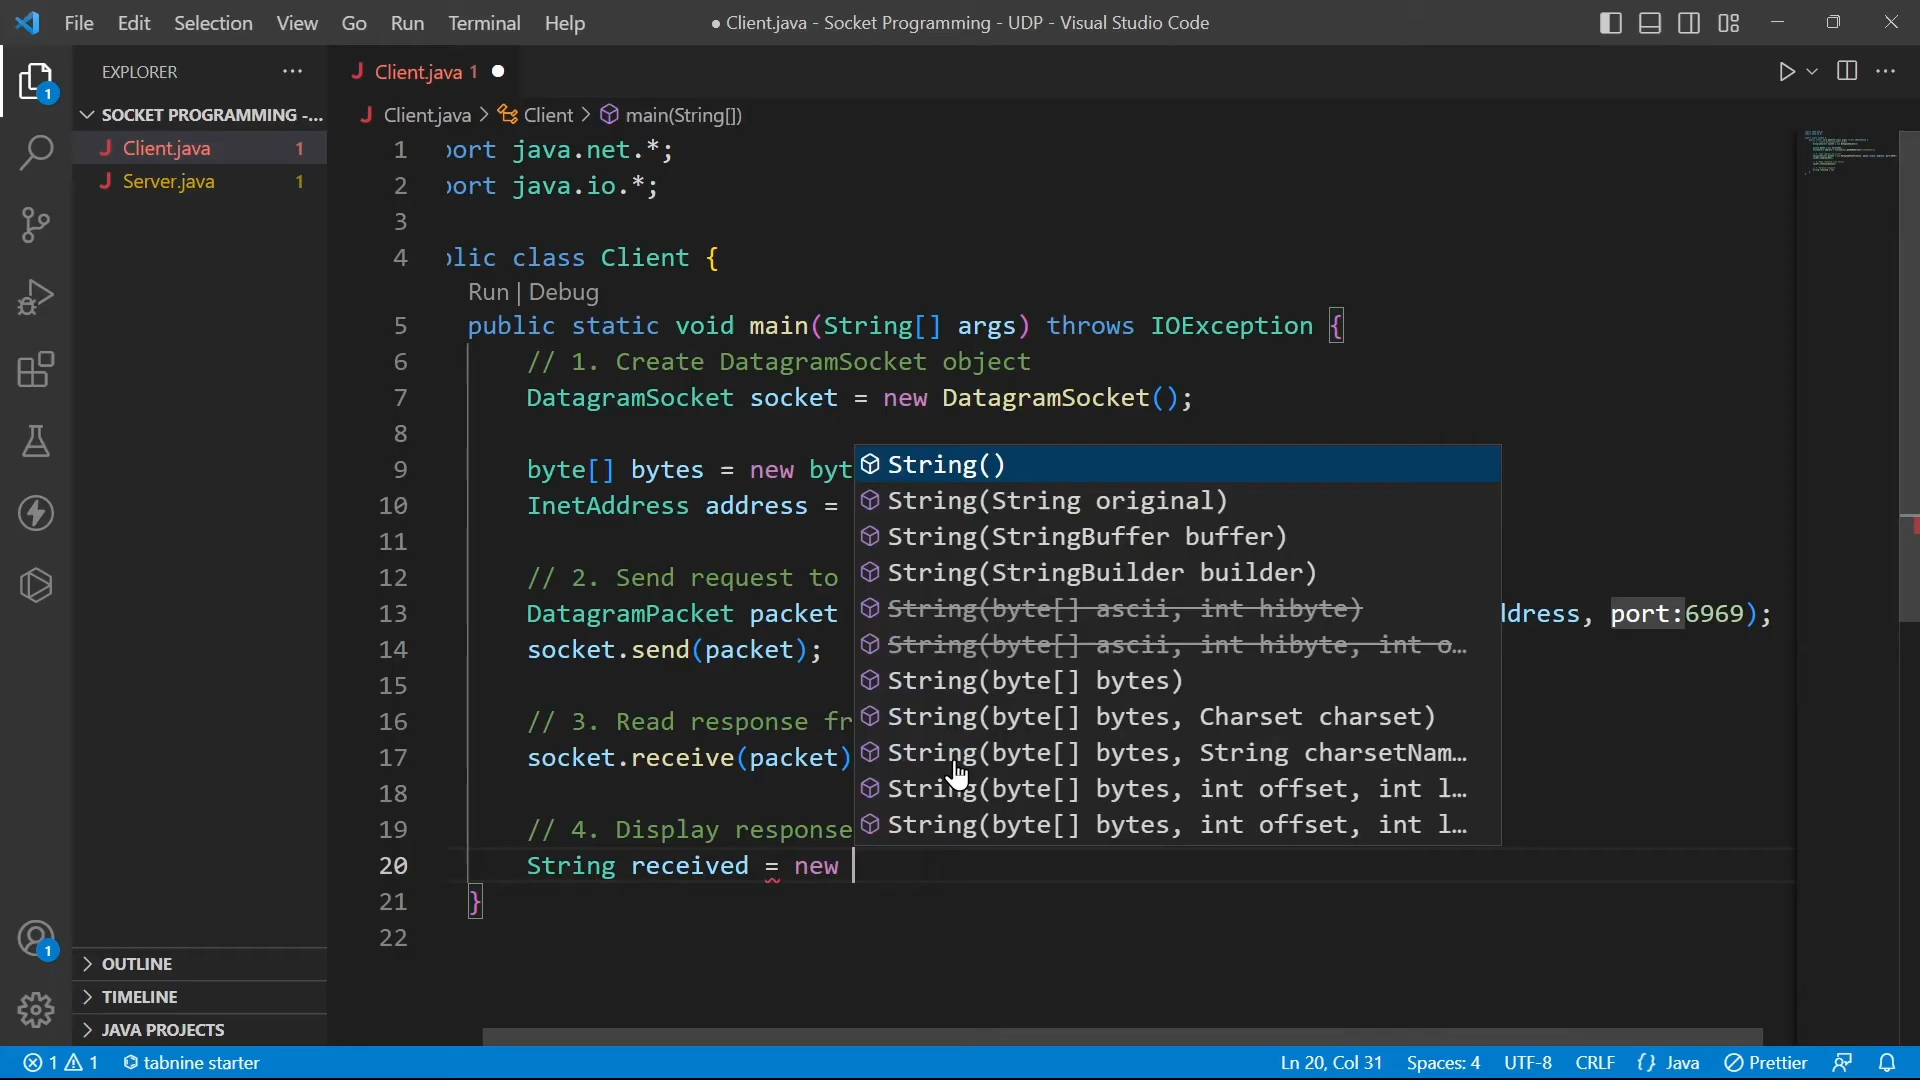 File Edit Selection View Go Run Terminal Help
● Client.java - Socket Programming - UDP - Visual Studio Code
EXPLORER
SOCKET PROGRAMMING -...
J Client.java 1
J Server.java 1
OUTLINE
TIMELINE
JAVA PROJECTS
1
1
J Client.java 1
J Client.java > Client > main(String[])
1 port java.net.*;
2 port java.io.*;
3
4 blic class Client {
Run | Debug
5 public static void main(String[] args) throws IOException {
6 // 1. Create DatagramSocket object
7 DatagramSocket socket = new DatagramSocket();
8
9 byte[] bytes = new byt
10 InetAddress address =
11
12 // 2. Send request to
13 DatagramPacket packet ddress, port:6969);
14 socket.send(packet);
15
16 // 3. Read response fr
17 socket.receive(packet)
18
19 // 4. Display response
20 String received = new
21 }
22
String()
String(String original)
String(StringBuffer buffer)
String(StringBuilder builder)
String(byte[] ascii, int hibyte)
String(byte[] ascii, int hibyte, int o…
String(byte[] bytes)
String(byte[] bytes, Charset charset)
String(byte[] bytes, String charsetNam…
String(byte[] bytes, int offset, int l…
String(byte[] bytes, int offset, int l…
1 1 tabnine starter Ln 20, Col 31 Spaces: 4 UTF-8 CRLF {} Java Prettier